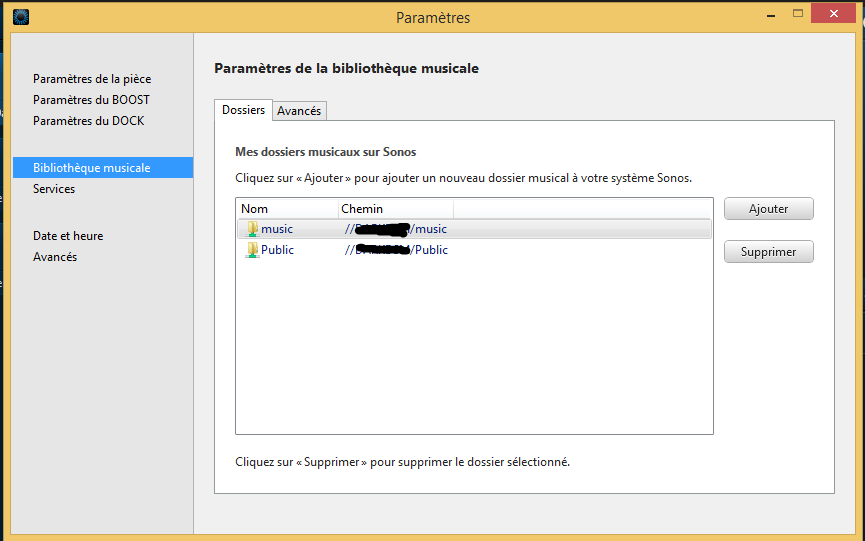 Paramètres
Paramètres de la pièce
Paramètres du BOOST
Paramètres du DOCK
Bibliothèque musicale
Services
Date et heure
Avancés
Paramètres de la bibliothèque musicale
Dossiers Avancés
Mes dossiers musicaux sur Sonos
Cliquez sur « Ajouter » pour ajouter un nouveau dossier musical à votre système Sonos.
Nom Chemin
music // /music
Public // /Public
Ajouter
Supprimer
Cliquez sur « Supprimer » pour supprimer le dossier sélectionné.